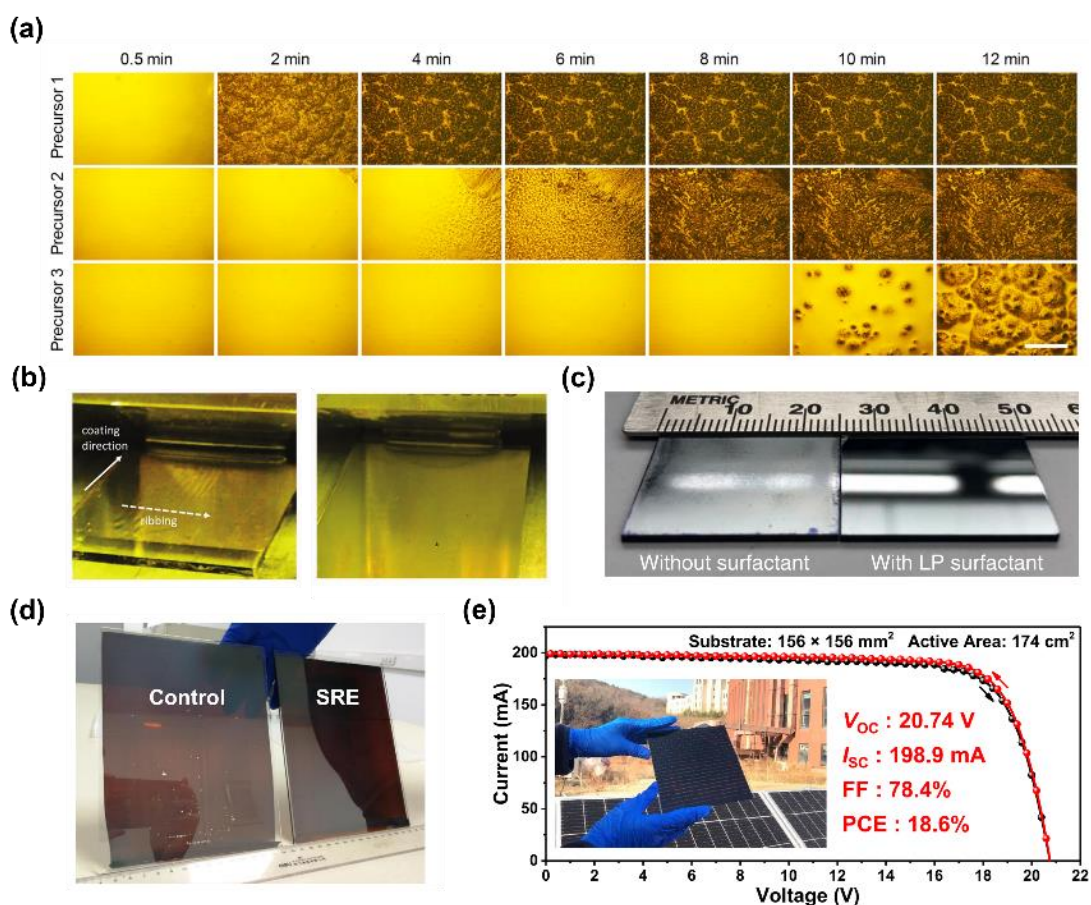 (a)
0.5 min 2 min 4 min 6 min 8 min 10 min 12 min
Precursor 1
Precursor 2
Precursor 3
(b)
coating
direction
ribbing
(c)
METRIC
10 20 30 40 50
Without surfactant
With LP surfactant
(d)
Control
SRE
(e)
Substrate: 156 × 156 mm² Active Area: 174 cm²
Current (mA)
200
150
100
50
0
V_OC : 20.74 V
I_SC : 198.9 mA
FF : 78.4%
PCE : 18.6%
0 2 4 6 8 10 12 14 16 18 20 22
Voltage (V)